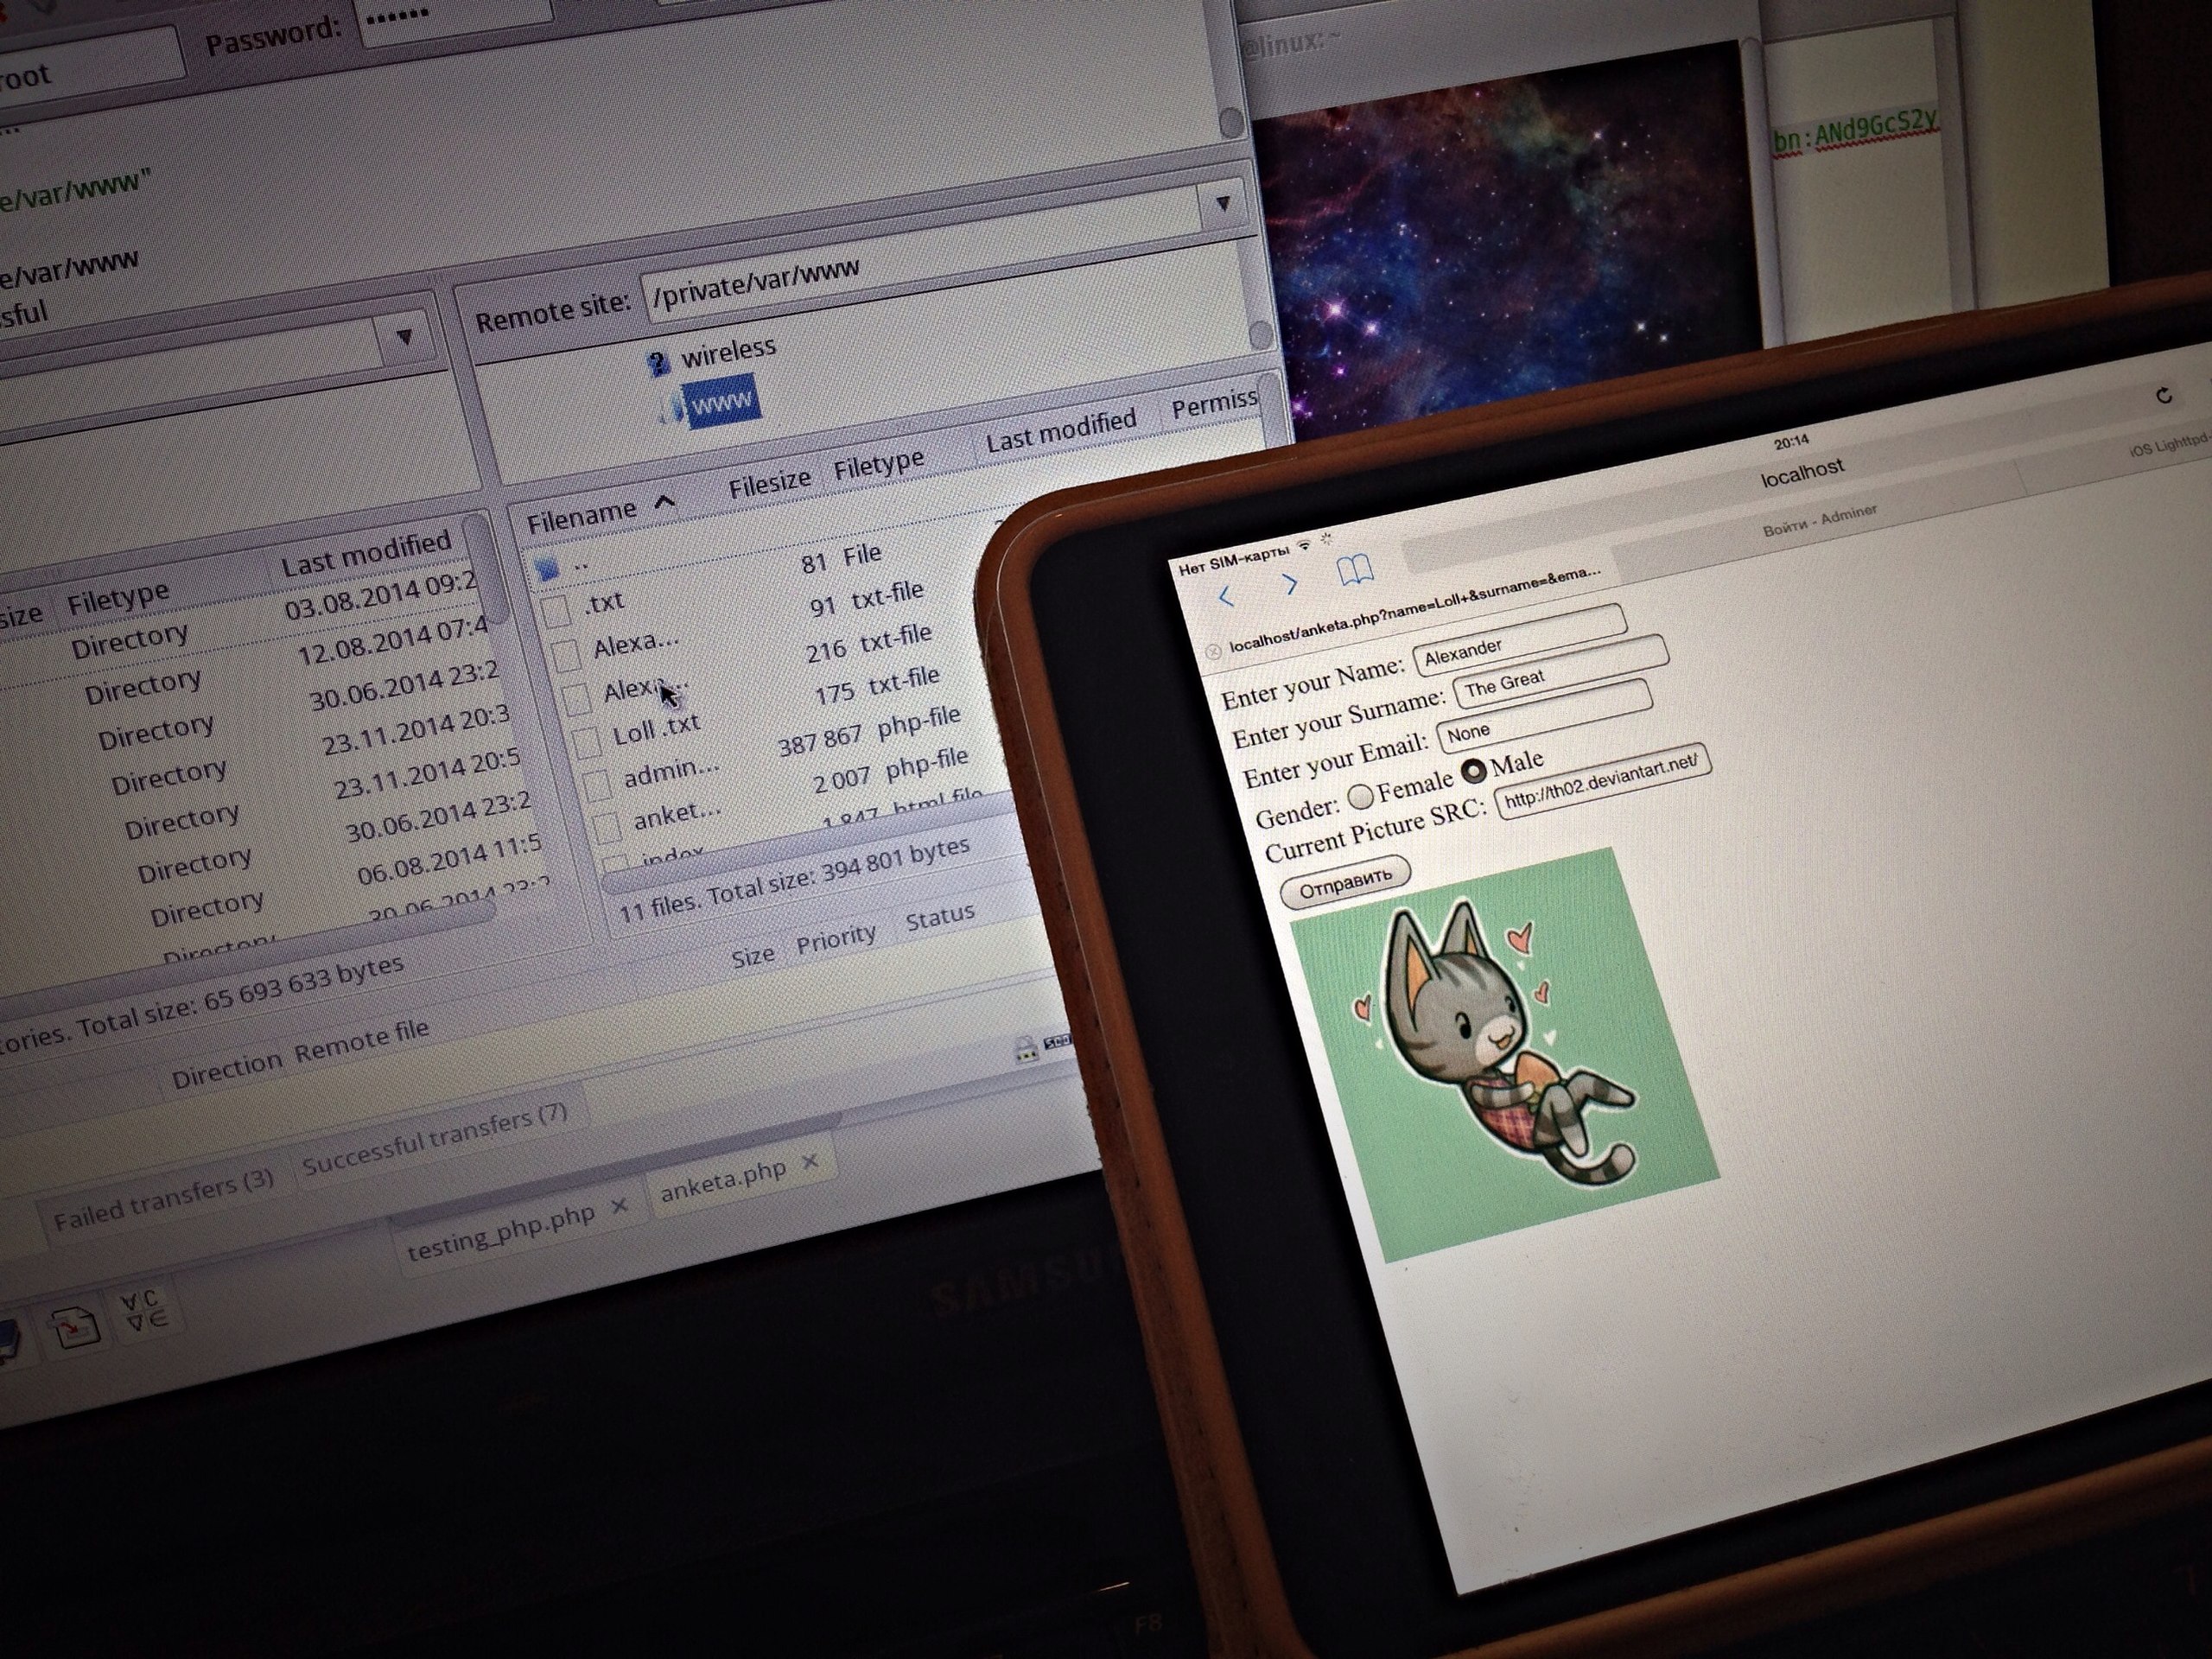 root
Password: ••••••
e/var/www"
e/var/www
sful
Remote site: /private/var/www
? wireless
www
size Filetype Last modified
Directory 03.08.2014 09:2
Directory 12.08.2014 07:4
Directory 30.06.2014 23:2
Directory 23.11.2014 20:3
Directory 23.11.2014 20:5
Directory 30.06.2014 23:2
Directory 06.08.2014 11:5
Directory
Filename Filesize Filetype Last modified Permiss
..
81 File
.txt 91 txt-file
Alexa... 216 txt-file
Alexa... 175 txt-file
Loll .txt 387 867 php-file
admin... 2 007 php-file
anket... 1 847 html file
index
11 files. Total size: 394 801 bytes
ories. Total size: 65 693 633 bytes
Direction Remote file
Size Priority Status
Failed transfers (3) Successful transfers (7)
testing_php.php × anketa.php ×
SAMSU
F8
@linux:~
bn:ANd9GcS2y
Нет SIM-карты
20:14
localhost
localhost/anketa.php?name=Loll+&surname=&ema...
Войти - Adminer
iOS Lighttpd-
Enter your Name: Alexander
Enter your Surname: The Great
Enter your Email: None
Gender: Female Male
Current Picture SRC: http://th02.deviantart.net/
Отправить